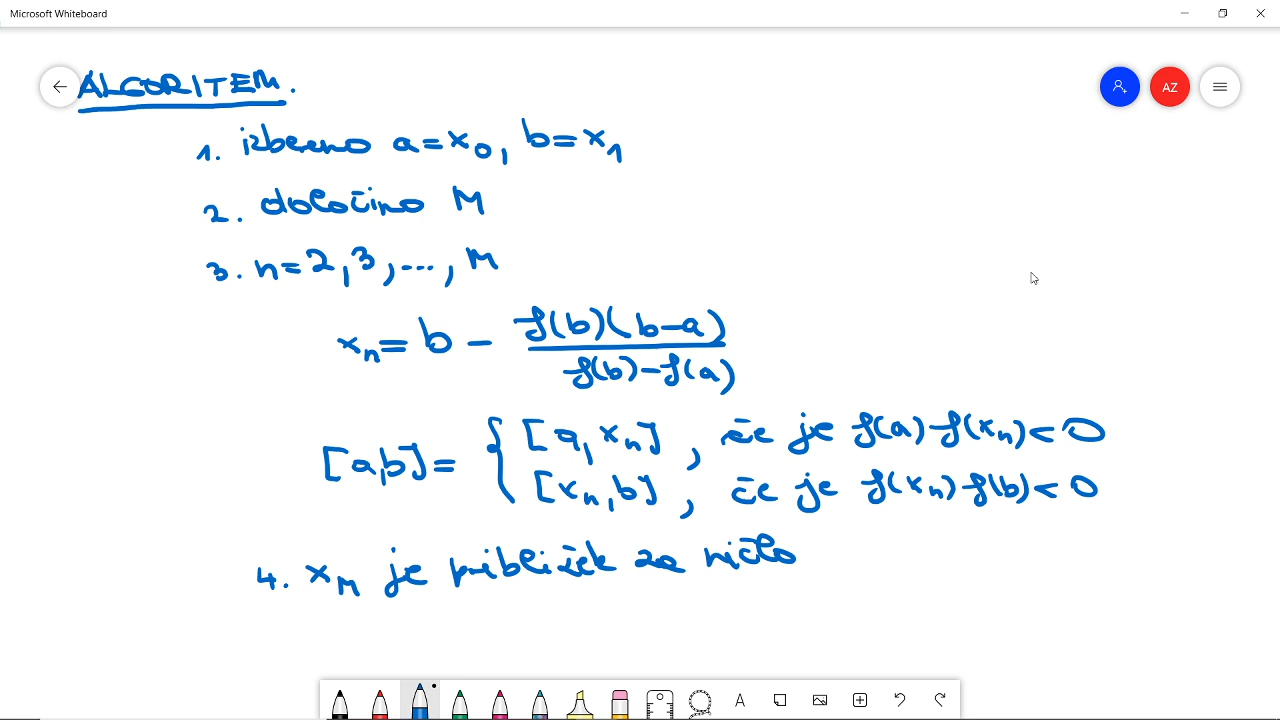 Microsoft Whiteboard
ALGORITEM.
AZ
1. izberemo a=x₀, b=x₁
2. določimo M
3. n=2,3,...,M
xₙ = b - f(b)(b-a) / f(b)-f(a)
[a,b] = { [a,xₙ], če je f(a) f(xₙ)<0
[xₙ,b], če je f(xₙ) f(b)<0
4. x_M je približek za ničlo
A